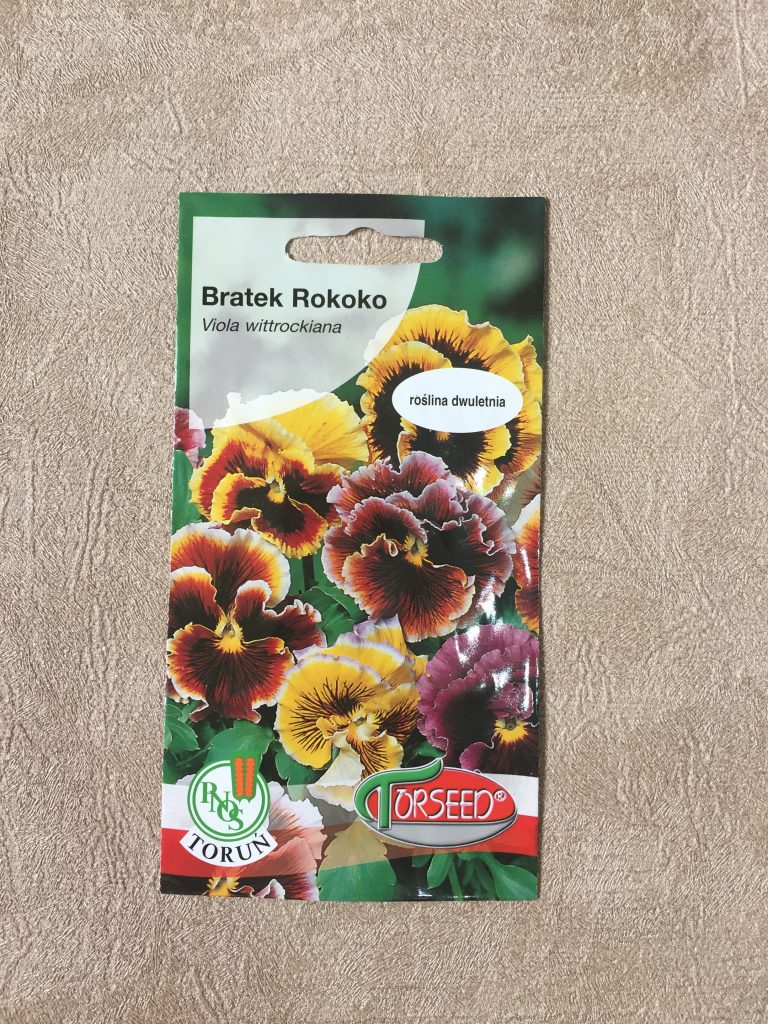 Bratek Rokoko
Viola wittrockiana
roślina dwuletnia
PNOS
TORUŃ
TORSEED®